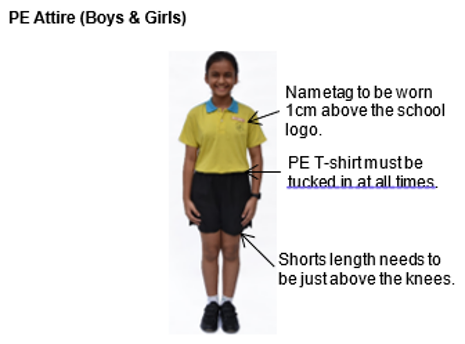 PE Attire (Boys & Girls)
Nametag to be worn
1cm above the school
logo.
PE T-shirt must be
tucked in at all times.
Shorts length needs to
be just above the knees.